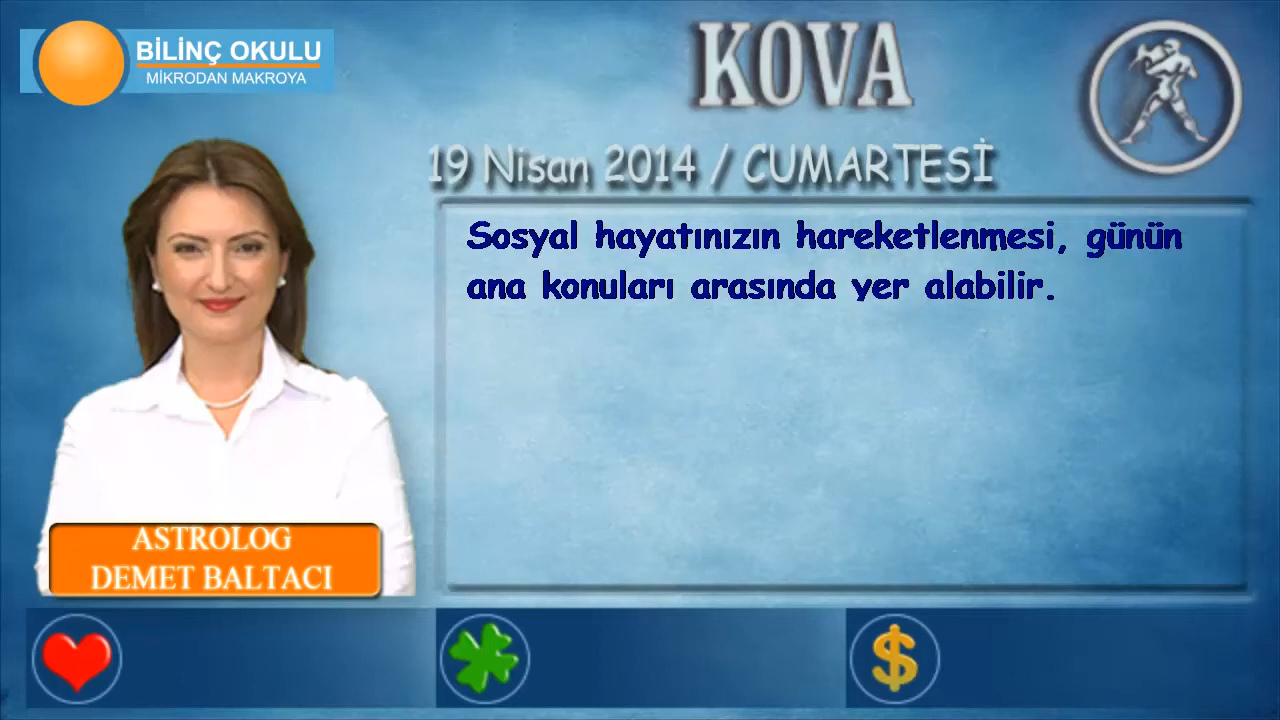 BİLİNÇ OKULU
MİKRODAN MAKROYA
KOVA
19 Nisan 2014 / CUMARTESİ
Sosyal hayatınızın hareketlenmesi, günün
ana konuları arasında yer alabilir.
ASTROLOG
DEMET BALTACI
$